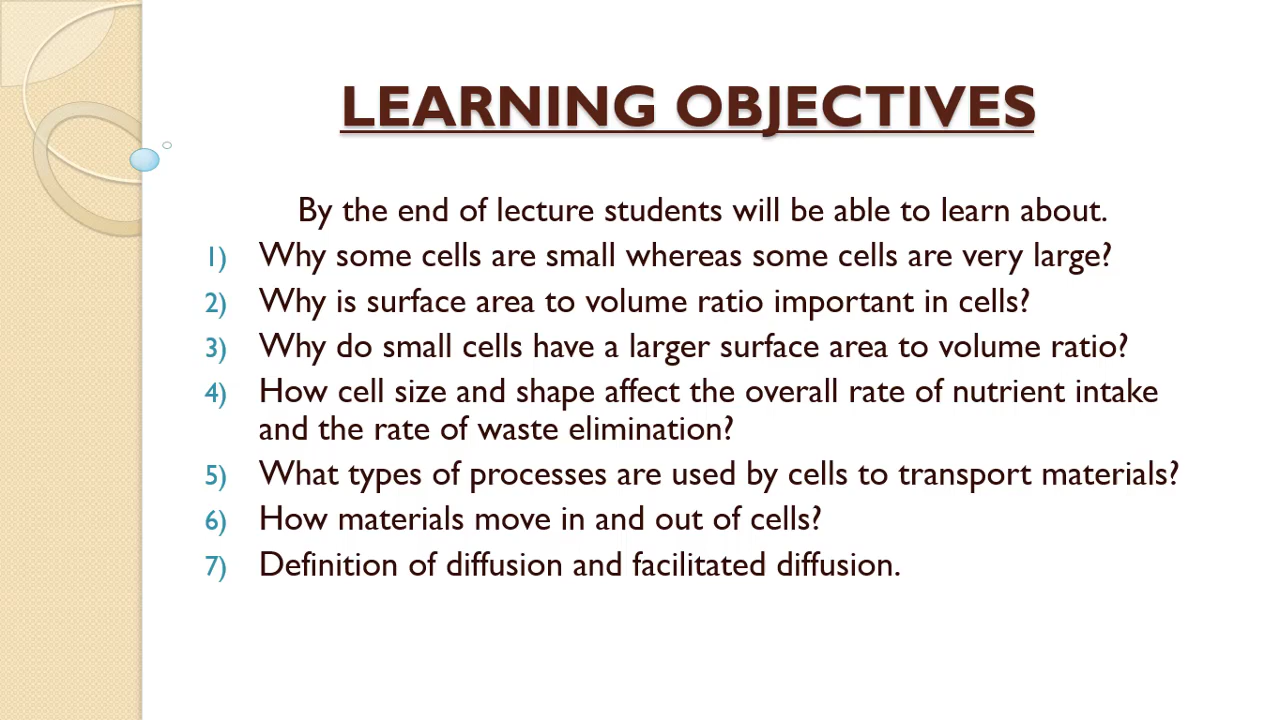 LEARNING OBJECTIVES
By the end of lecture students will be able to learn about.
1) Why some cells are small whereas some cells are very large?
2) Why is surface area to volume ratio important in cells?
3) Why do small cells have a larger surface area to volume ratio?
4) How cell size and shape affect the overall rate of nutrient intake
and the rate of waste elimination?
5) What types of processes are used by cells to transport materials?
6) How materials move in and out of cells?
7) Definition of diffusion and facilitated diffusion.